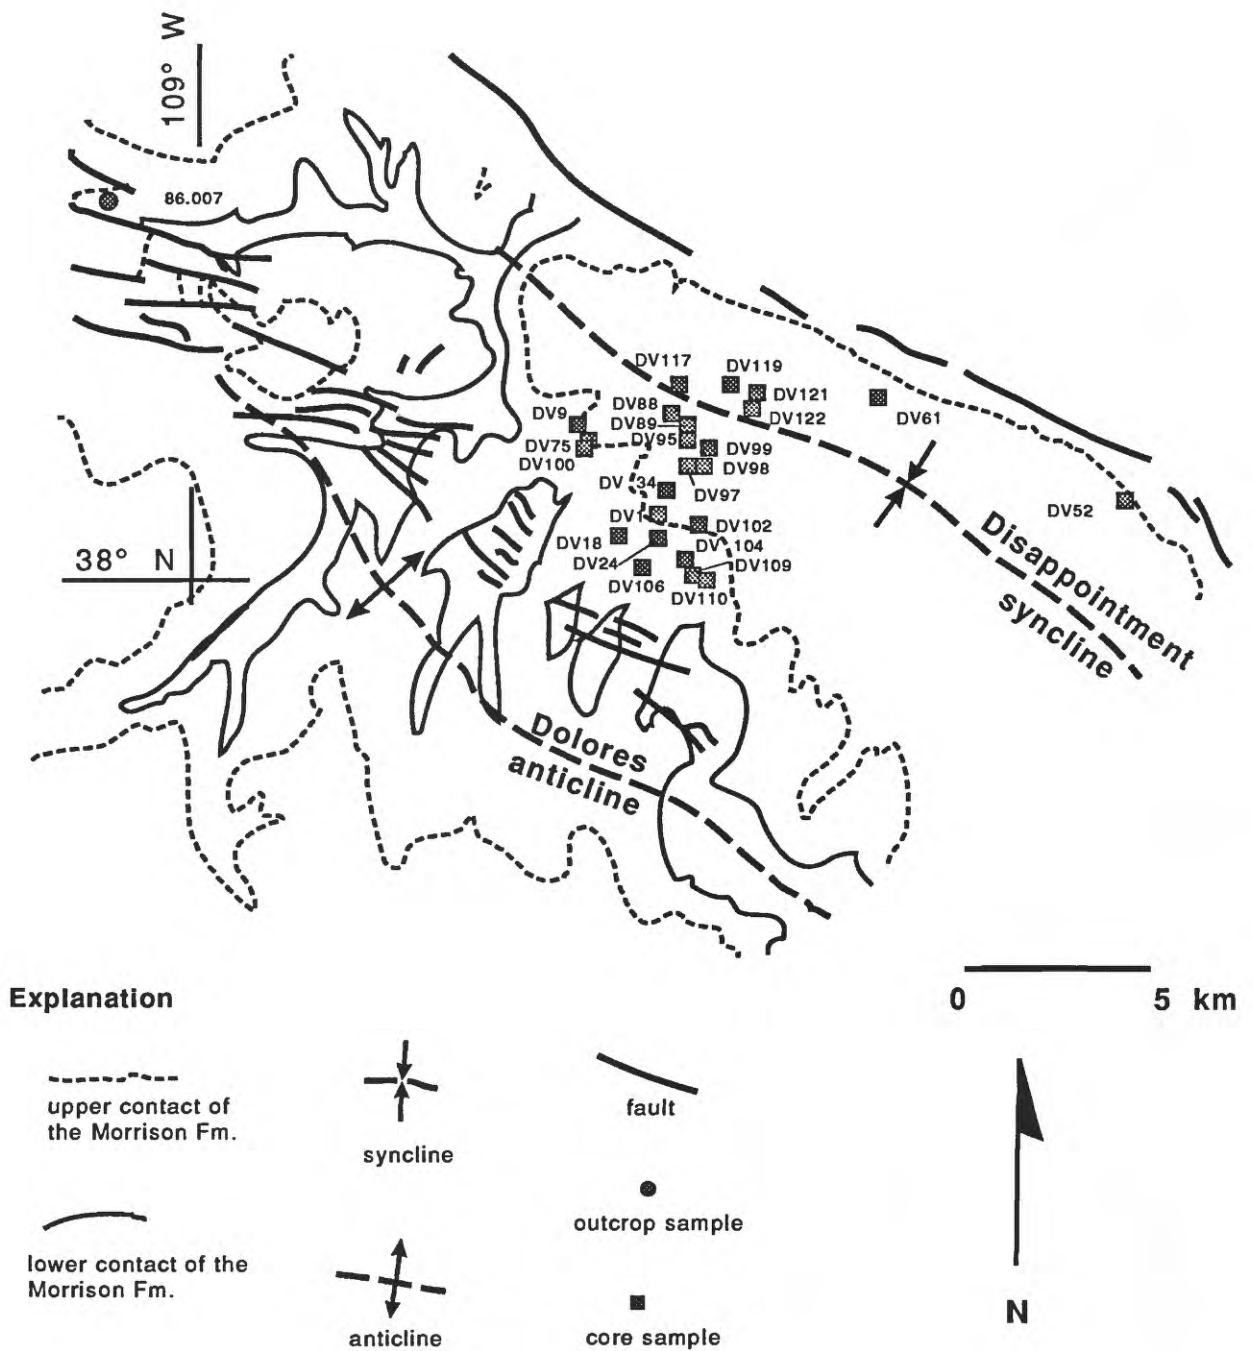 109° W
86.007
DV117
DV119
DV121
DV122
DV61
DV88
DV9
DV89
DV95
DV75
DV99
DV100
DV98
DV97
DV 34
DV52
DV1
DV102
DV18
DV 104
DV24
DV109
DV106
DV110
38° N
Disappointment
syncline
Dolores
anticline
0 5 km
Explanation
upper contact of
the Morrison Fm.
syncline
fault
outcrop sample
lower contact of the
Morrison Fm.
anticline
core sample
N